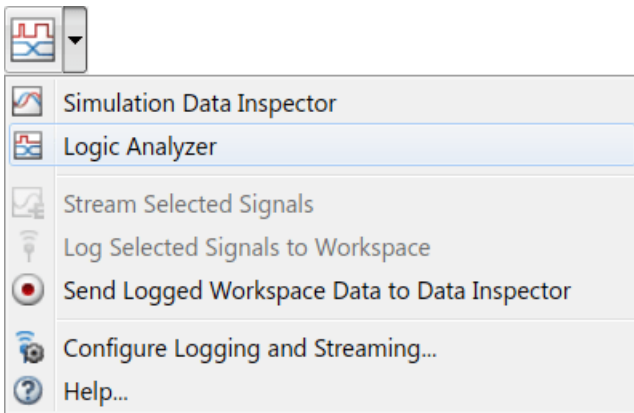 Simulation Data Inspector
Logic Analyzer
Stream Selected Signals
Log Selected Signals to Workspace
Send Logged Workspace Data to Data Inspector
Configure Logging and Streaming...
Help...